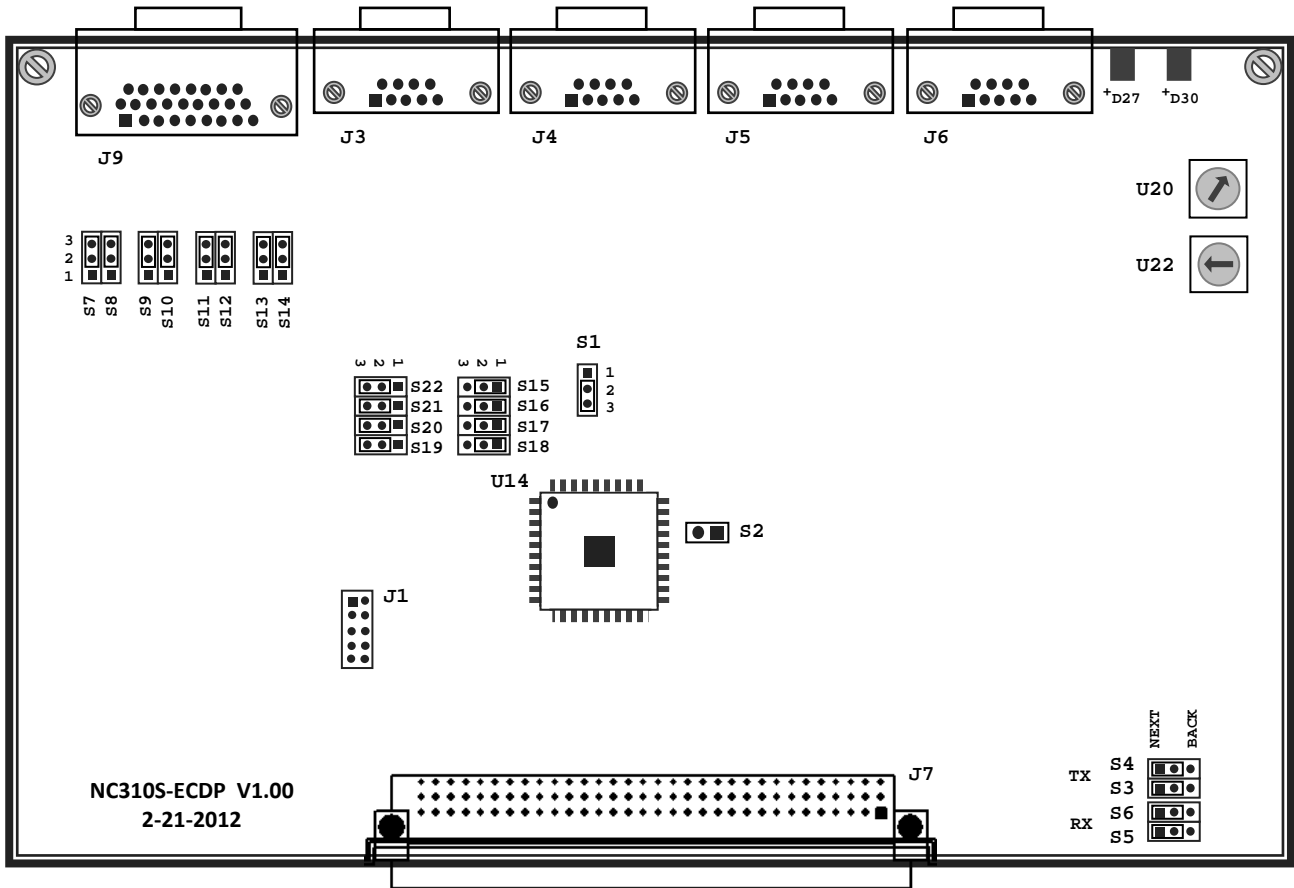 +D27 +D30
J9 J3 J4 J5 J6
U20
U22
3
2
1
S7 S8 S9 S10 S11 S12 S13 S14
S1
1
2
3
3 2 1
S22
S21
S20
S19
3 2 1
S15
S16
S17
S18
U14
S2
J1
NEXT BACK
TX
S4
S3
RX
S6
S5
J7
NC310S-ECDP V1.00
2-21-2012